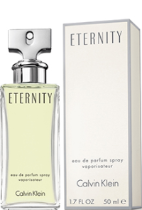 ETERNITY
eau de parfum spray
vaporisateur
Calvin Klein
ETERNITY
eau de parfum spray
vaporisateur
Calvin Klein
1.7 FL OZ 50 ml e